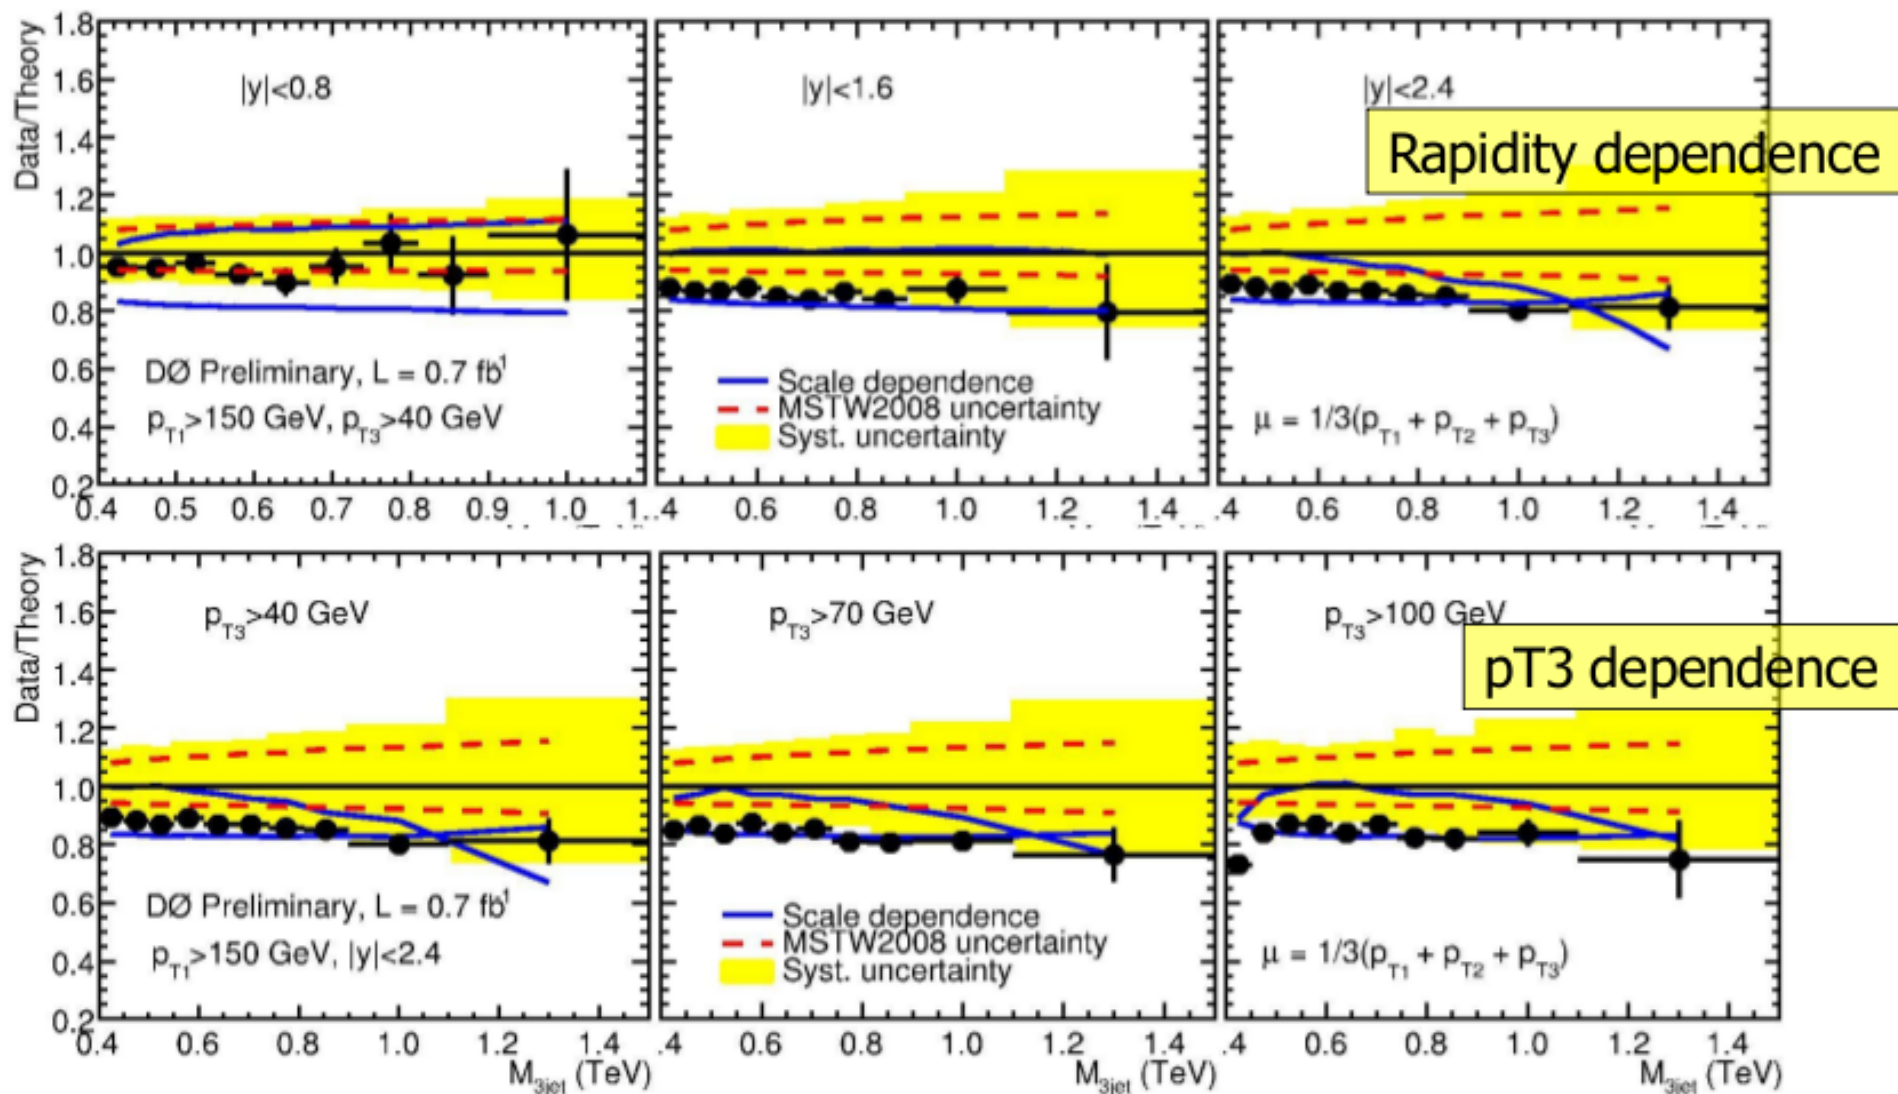 1.8
1.6
1.4
1.2
1.0
0.8
0.6
0.4
0.2
Data/Theory
|y|<0.8
|y|<1.6
|y|<2.4
Rapidity dependence
DØ Preliminary, L = 0.7 fb¹
p_T1>150 GeV, p_T3>40 GeV
Scale dependence
MSTW2008 uncertainty
Syst. uncertainty
μ = 1/3(p_T1 + p_T2 + p_T3)
0.4 0.5 0.6 0.7 0.8 0.9 1.0 1.
.4 0.6 0.8 1.0 1.2 1.4
.4 0.6 0.8 1.0 1.2 1.4
1.8
1.6
1.4
1.2
1.0
0.8
0.6
0.4
0.2
Data/Theory
p_T3>40 GeV
p_T3>70 GeV
p_T3>100 GeV
pT3 dependence
DØ Preliminary, L = 0.7 fb¹
p_T1>150 GeV, |y|<2.4
Scale dependence
MSTW2008 uncertainty
Syst. uncertainty
μ = 1/3(p_T1 + p_T2 + p_T3)
0.4 0.6 0.8 1.0 1.2 1.4
.4 0.6 0.8 1.0 1.2 1.4
.4 0.6 0.8 1.0 1.2 1.4
M_3jet (TeV)
M_3jet (TeV)
M_3jet (TeV)